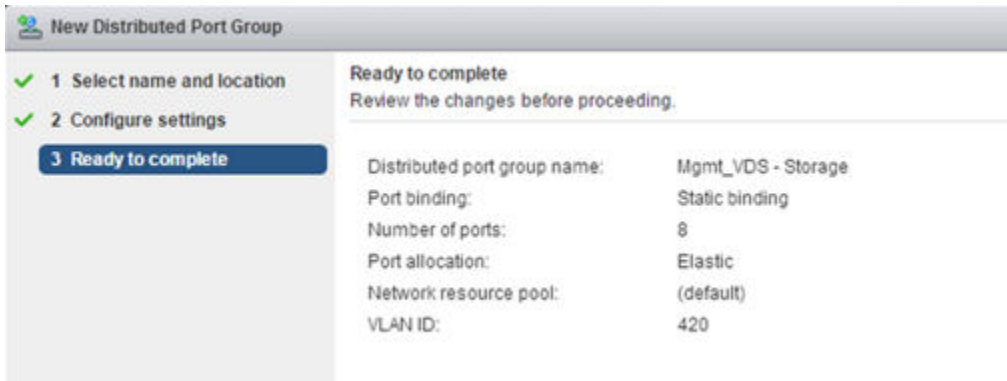 New Distributed Port Group
1 Select name and location
2 Configure settings
3 Ready to complete
Ready to complete
Review the changes before proceeding.
Distributed port group name: Mgmt_VDS - Storage
Port binding: Static binding
Number of ports: 8
Port allocation: Elastic
Network resource pool: (default)
VLAN ID: 420